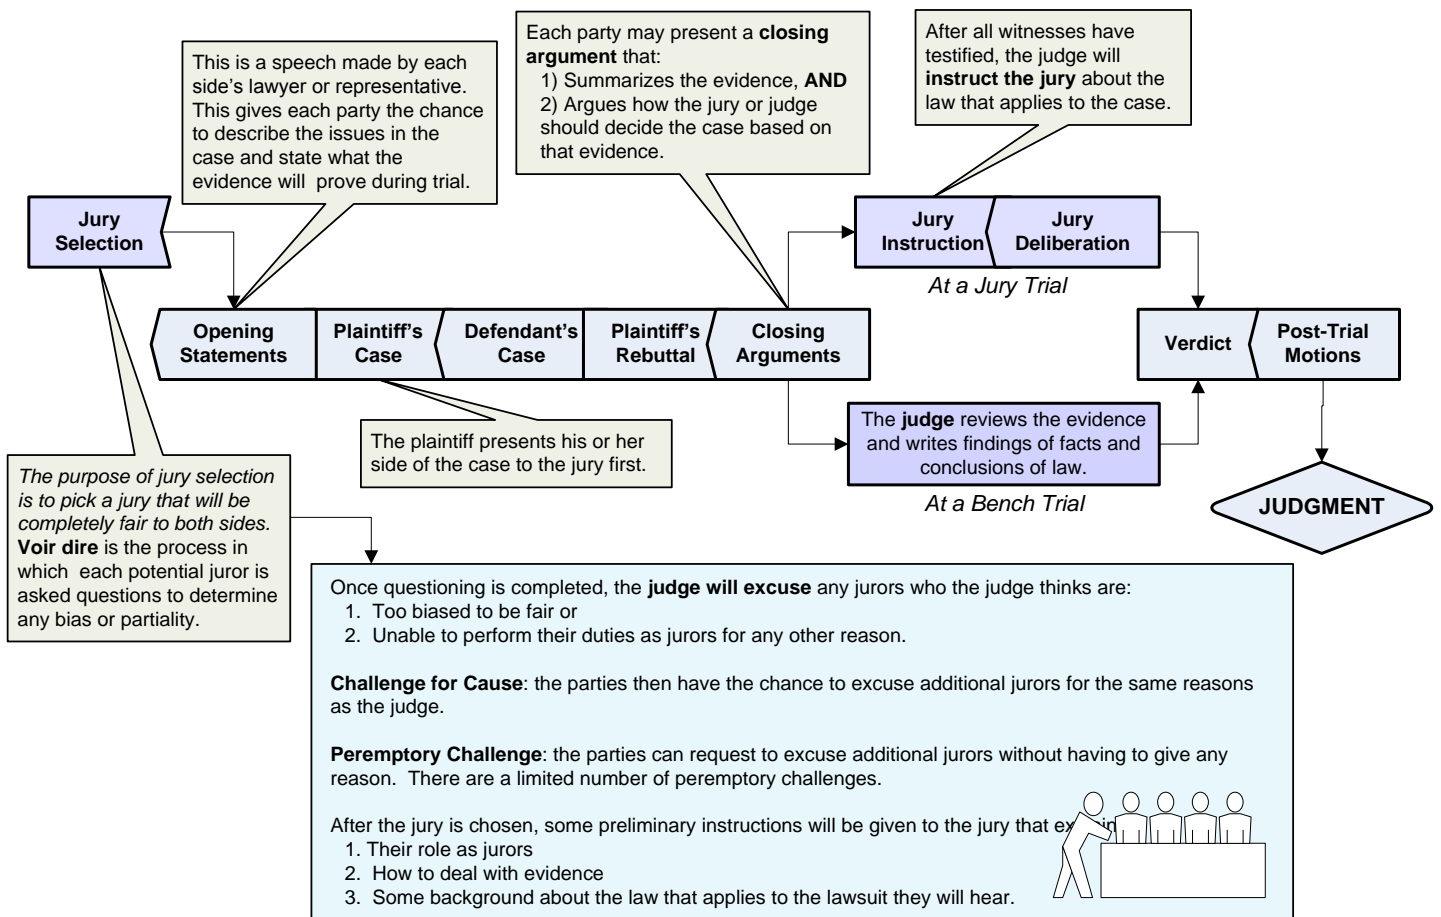 This is a speech made by each
side's lawyer or representative.
This gives each party the chance
to describe the issues in the
case and state what the
evidence will prove during trial.
Each party may present a closing
argument that:
1) Summarizes the evidence, AND
2) Argues how the jury or judge
should decide the case based on
that evidence.
After all witnesses have
testified, the judge will
instruct the jury about the
law that applies to the case.
Jury
Selection
Jury
Instruction
Jury
Deliberation
At a Jury Trial
Opening
Statements
Plaintiff's
Case
Defendant's
Case
Plaintiff's
Rebuttal
Closing
Arguments
Verdict
Post-Trial
Motions
The plaintiff presents his or her
side of the case to the jury first.
The judge reviews the evidence
and writes findings of facts and
conclusions of law.
At a Bench Trial
JUDGMENT
The purpose of jury selection
is to pick a jury that will be
completely fair to both sides.
Voir dire is the process in
which each potential juror is
asked questions to determine
any bias or partiality.
Once questioning is completed, the judge will excuse any jurors who the judge thinks are:
1. Too biased to be fair or
2. Unable to perform their duties as jurors for any other reason.
Challenge for Cause: the parties then have the chance to excuse additional jurors for the same reasons
as the judge.
Peremptory Challenge: the parties can request to excuse additional jurors without having to give any
reason. There are a limited number of peremptory challenges.
After the jury is chosen, some preliminary instructions will be given to the jury that
1. Their role as jurors
2. How to deal with evidence
3. Some background about the law that applies to the lawsuit they will hear.